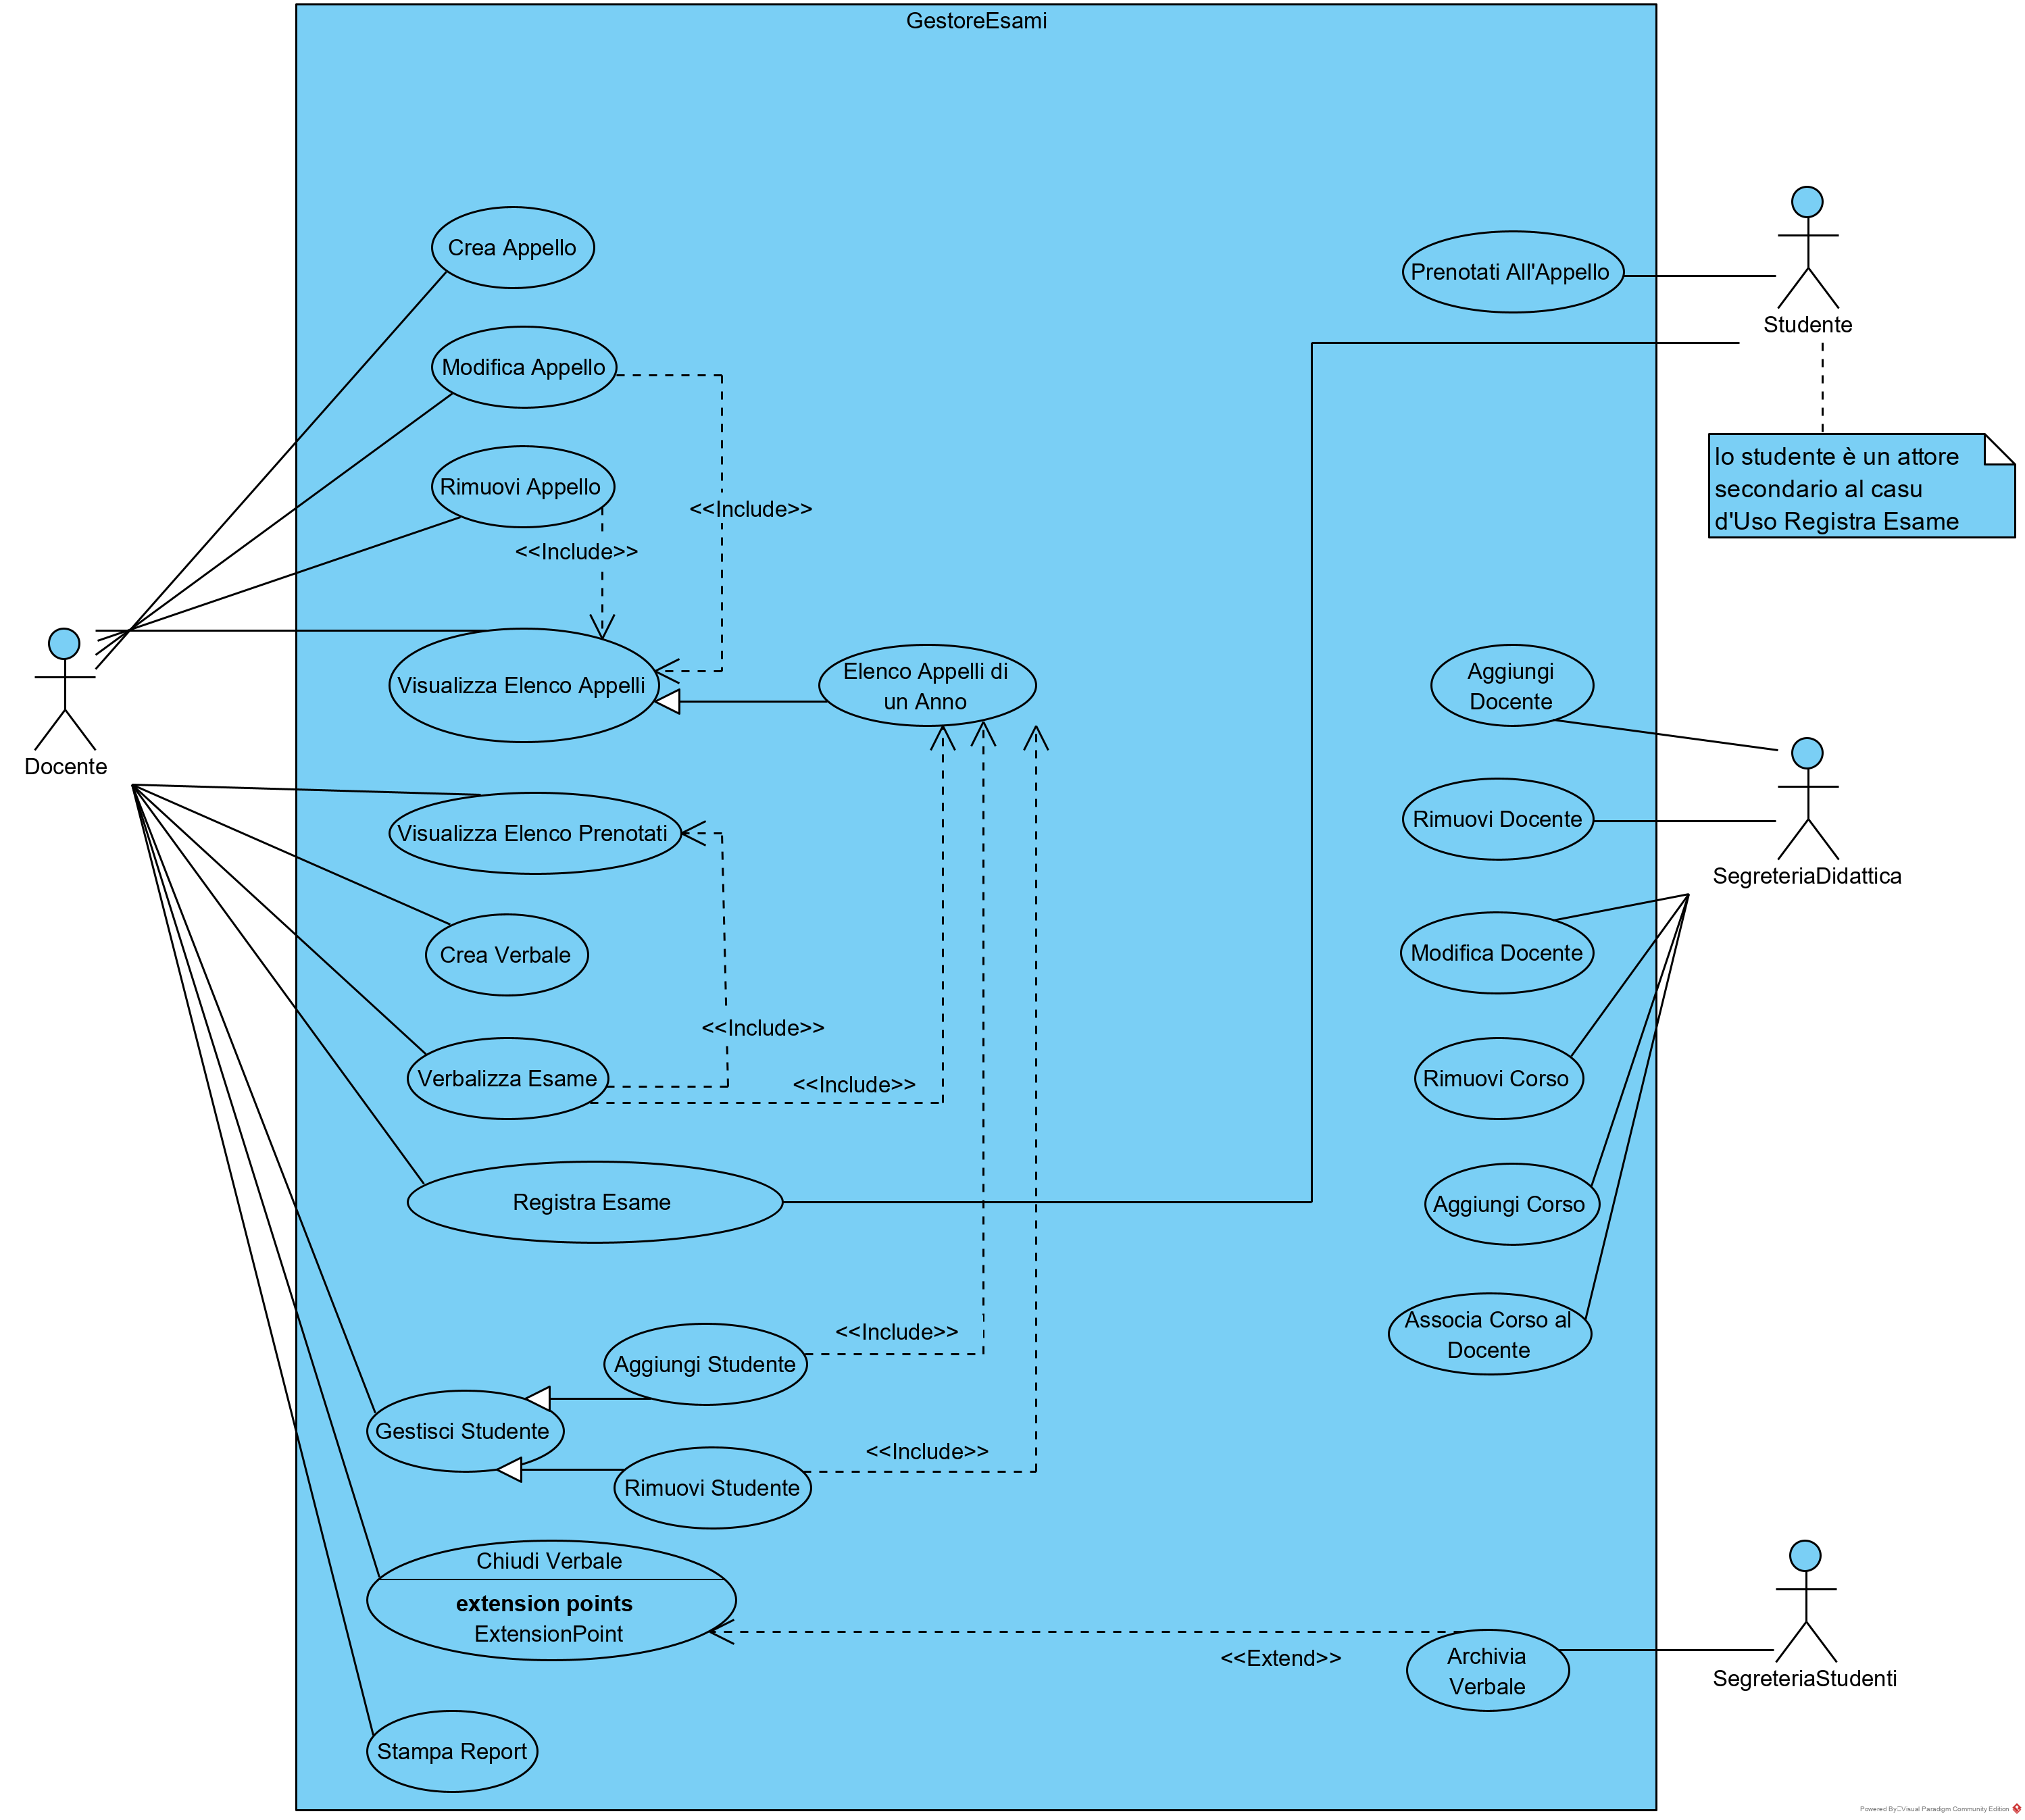 GestoreEsami
Crea Appello
Prenotati All'Appello
Studente
Modifica Appello
Rimuovi Appello
<<Include>>
<<Include>>
lo studente è un attore
secondario al casu
d'Uso Registra Esame
Docente
Visualizza Elenco Appelli
Elenco Appelli di
un Anno
Aggiungi
Docente
Visualizza Elenco Prenotati
Rimuovi Docente
SegreteriaDidattica
Crea Verbale
Modifica Docente
<<Include>>
Verbalizza Esame
<<Include>>
Rimuovi Corso
Registra Esame
Aggiungi Corso
<<Include>>
Aggiungi Studente
Associa Corso al
Docente
Gestisci Studente
<<Include>>
Rimuovi Studente
Chiudi Verbale
extension points
ExtensionPoint
<<Extend>>
Archivia
Verbale
SegreteriaStudenti
Stampa Report
Powered By Visual Paradigm Community Edition